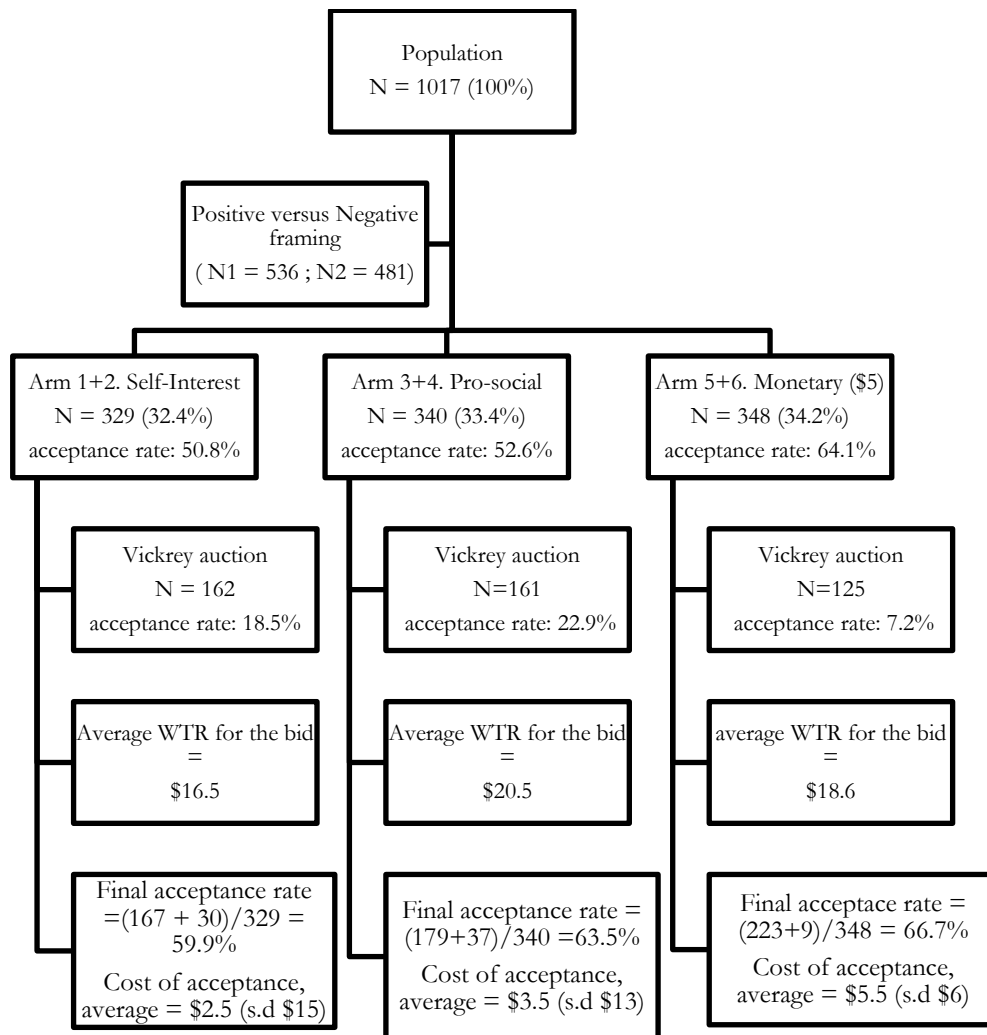 Population
N = 1017 (100%)
Positive versus Negative
framing
( N1 = 536 ; N2 = 481)
Arm 1+2. Self-Interest
N = 329 (32.4%)
acceptance rate: 50.8%
Arm 3+4. Pro-social
N = 340 (33.4%)
acceptance rate: 52.6%
Arm 5+6. Monetary ($5)
N = 348 (34.2%)
acceptance rate: 64.1%
Vickrey auction
N = 162
acceptance rate: 18.5%
Vickrey auction
N=161
acceptance rate: 22.9%
Vickrey auction
N=125
acceptance rate: 7.2%
Average WTR for the bid
=
$16.5
Average WTR for the bid
=
$20.5
average WTR for the bid
=
$18.6
Final acceptance rate
=(167 + 30)/329 =
59.9%
Cost of acceptance,
average = $2.5 (s.d $15)
Final acceptance rate =
(179+37)/340 =63.5%
Cost of acceptance,
average = $3.5 (s.d $13)
Final acceptace rate =
(223+9)/348 = 66.7%
Cost of acceptance,
average = $5.5 (s.d $6)